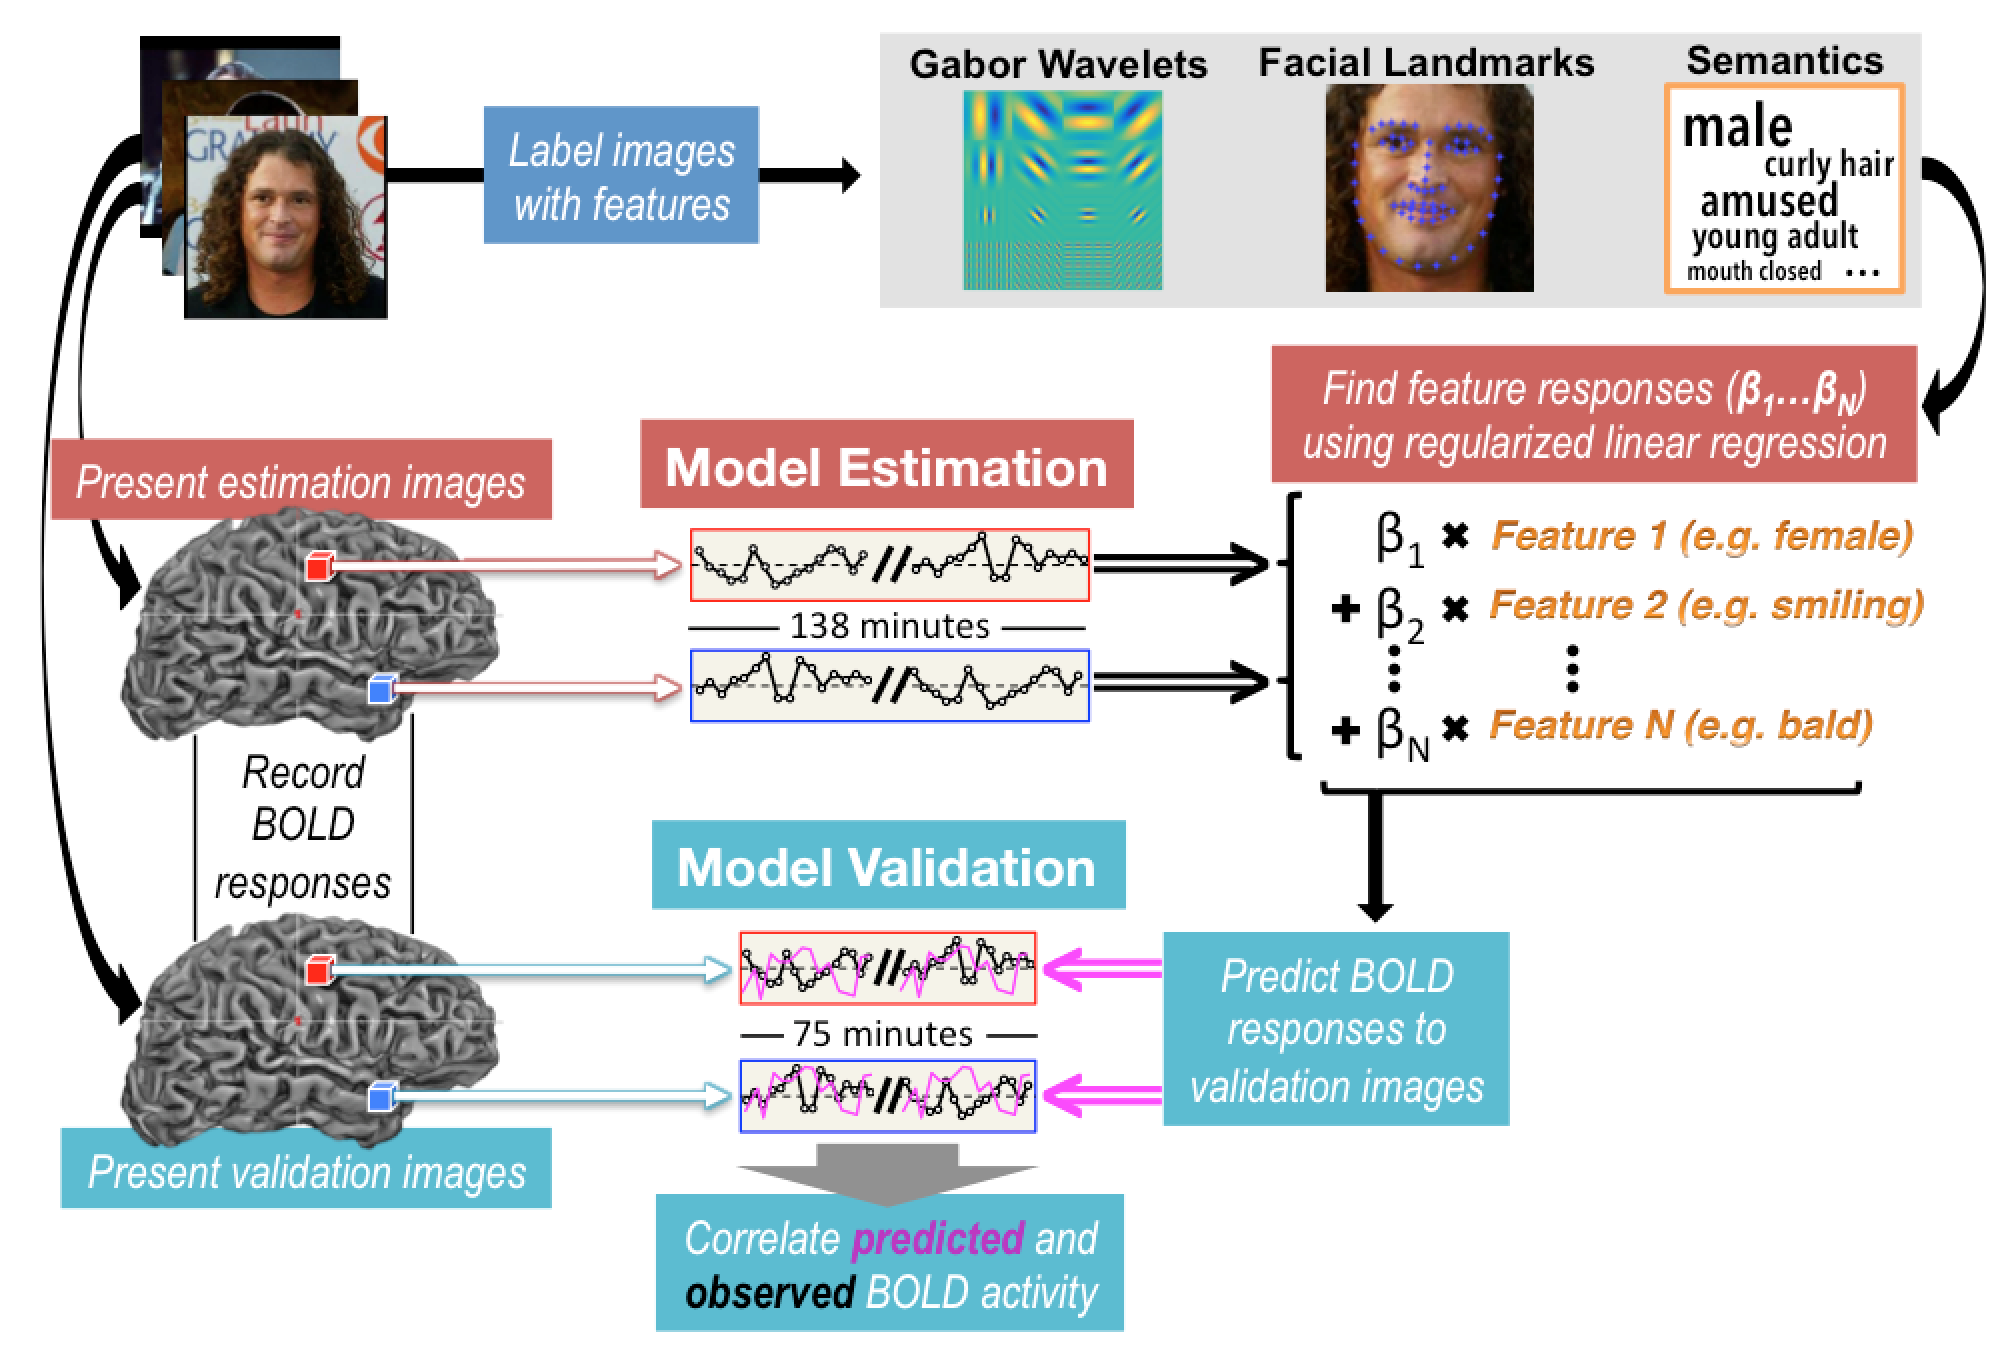 Gabor Wavelets
Facial Landmarks
Semantics
Latin
GRA MY
Label images
with features
male
curly hair
amused
young adult
mouth closed ...
Find feature responses (β1...βN)
using regularized linear regression
Present estimation images
Model Estimation
β1 ✖ Feature 1 (e.g. female)
138 minutes
+ β2 ✖ Feature 2 (e.g. smiling)
+ βN ✖ Feature N (e.g. bald)
Record
BOLD
responses
Model Validation
75 minutes
Predict BOLD
responses to
validation images
Present validation images
Correlate predicted and
observed BOLD activity